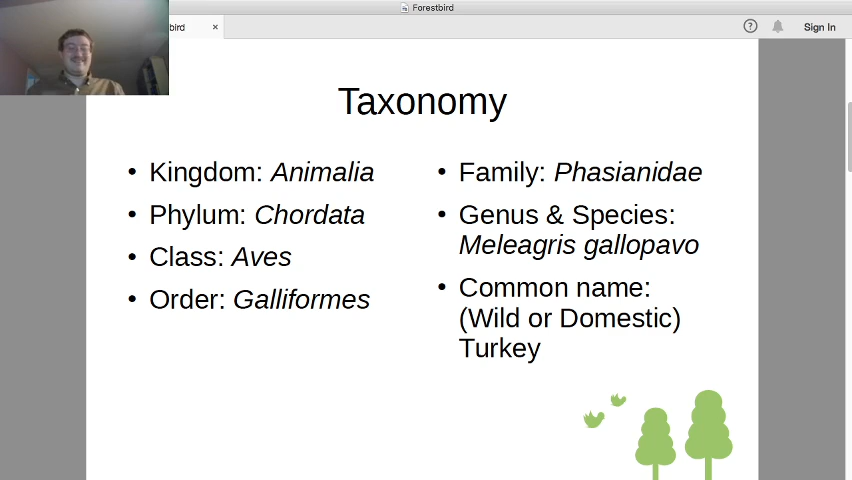 Forestbird
bird ×
? Sign In
Taxonomy
• Kingdom: Animalia
• Phylum: Chordata
• Class: Aves
• Order: Galliformes
• Family: Phasianidae
• Genus & Species:
Meleagris gallopavo
• Common name:
(Wild or Domestic)
Turkey